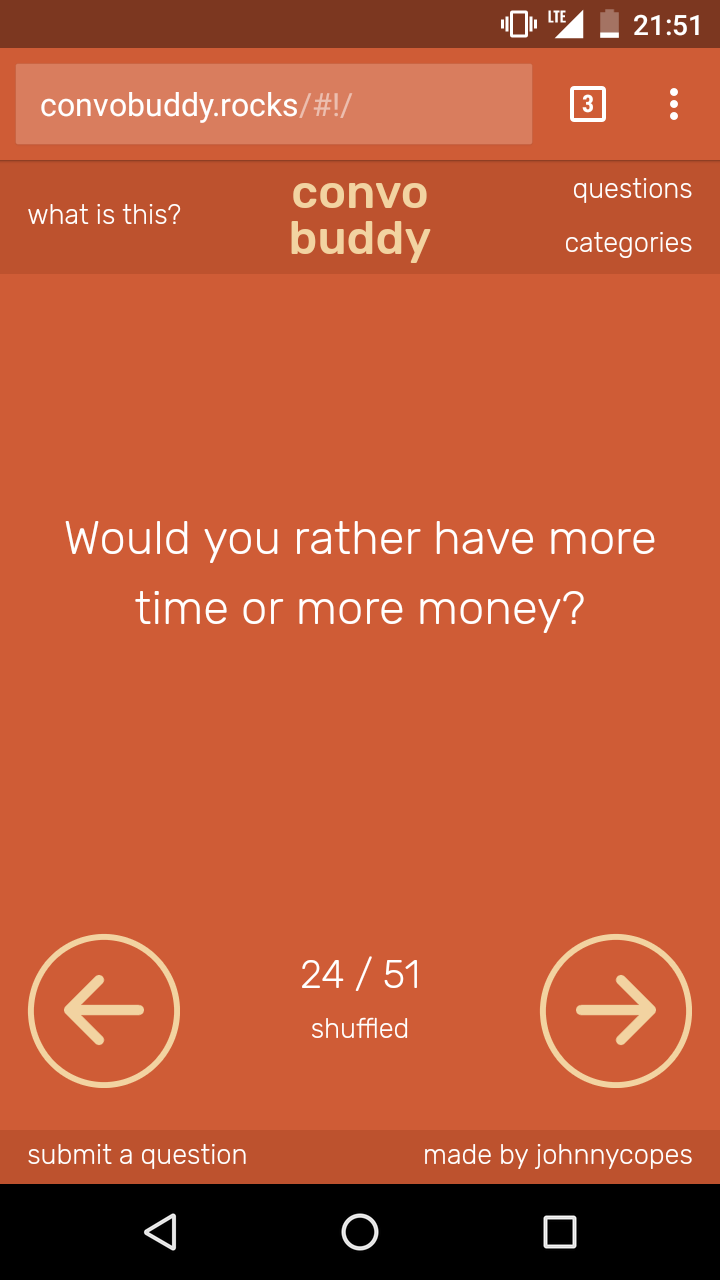 LTE 21:51
convobuddy.rocks/#!/ 3
what is this?
convo
buddy
questions
categories
Would you rather have more
time or more money?
24 / 51
shuffled
submit a question
made by johnnycopes